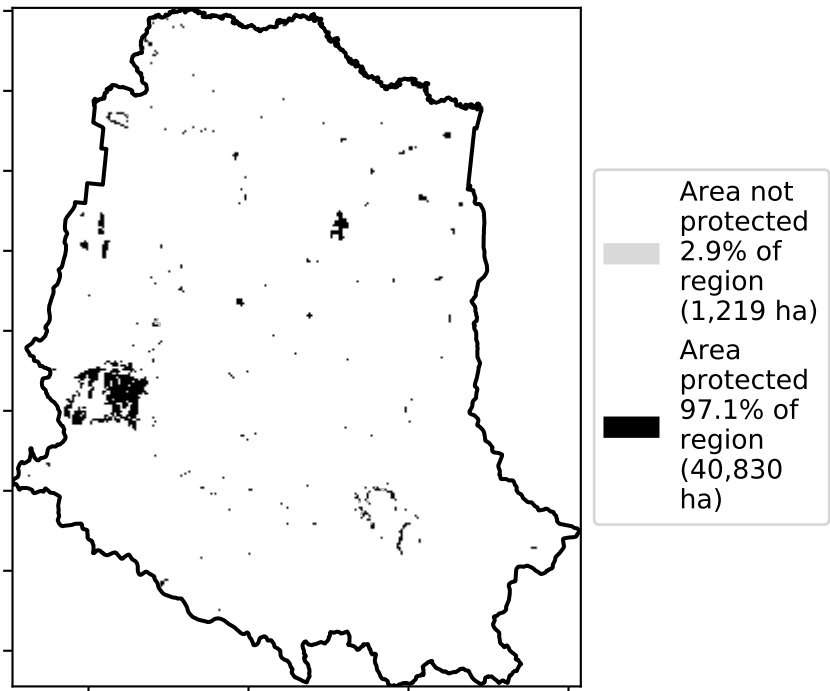 Area not
protected
2.9% of
region
(1,219 ha)
Area
protected
97.1% of
region
(40,830
ha)